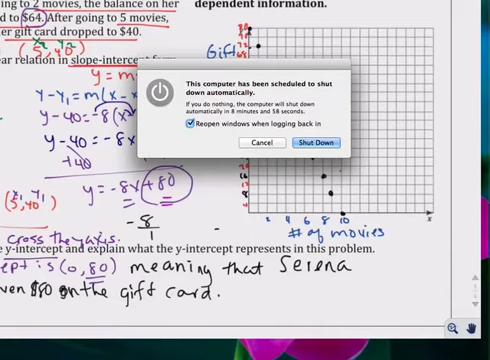 ing to 2 movies, the balance on her
d to $64. After going to 5 movies,
er gift card dropped to $40.
dependent information.
(5, 40)
Gift
ear relation in slope-intercept form
y = m
y-y1 = m(x-x
y-40 = -8(x
y-40 = -8x
+40
y = -8x+80
(5,40)
-8
1
This computer has been scheduled to shut
down automatically.
If you do nothing, the computer will shut down
automatically in 8 minutes and 58 seconds.
Reopen windows when logging back in
Cancel
Shut Down
16
8
2 4 6 8 10
x
# of movies
cross the y axis.
e y-intercept and explain what the y-intercept represents in this problem.
ept is (0, 80) meaning that Serena
ven $80 on the gift card.